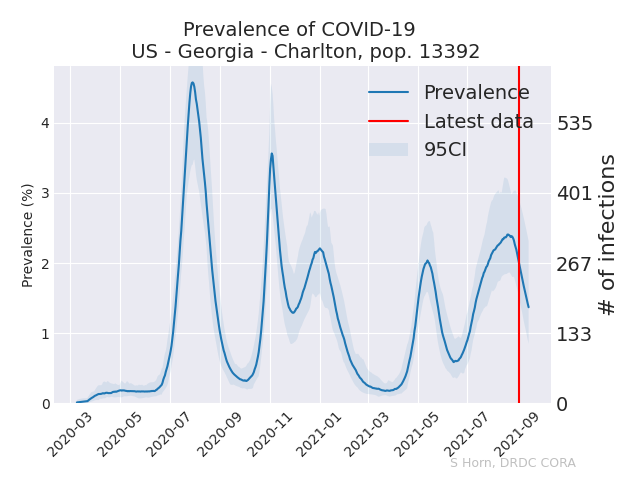 Prevalence of COVID-19
US - Georgia - Charlton, pop. 13392
Prevalence
Latest data
95CI
Prevalence (%)
4
3
2
1
0
535
401
267
133
0
# of infections
2020-03
2020-05
2020-07
2020-09
2020-11
2021-01
2021-03
2021-05
2021-07
2021-09
S Horn, DRDC CORA